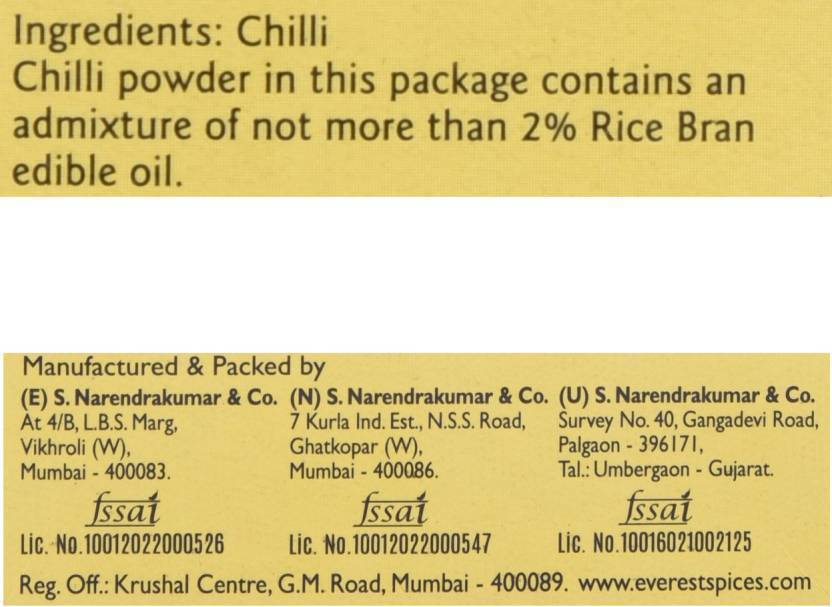 Ingredients: Chilli
Chilli powder in this package contains an
admixture of not more than 2% Rice Bran
edible oil.
Manufactured & Packed by
(E) S. Narendrakumar & Co. (N) S. Narendrakumar & Co. (U) S. Narendrakumar & Co.
At 4/B, L.B.S. Marg, 7 Kurla Ind. Est., N.S.S. Road, Survey No. 40, Gangadevi Road,
Vikhroli (W), Ghatkopar (W), Palgaon - 396171,
Mumbai - 400083. Mumbai - 400086. Tal.: Umbergaon - Gujarat.
fssai fssai fssai
Lic. No.10012022000526 Lic. No.10012022000547 Lic. No.10016021002125
Reg. Off.: Krushal Centre, G.M. Road, Mumbai - 400089. www.everestspices.com